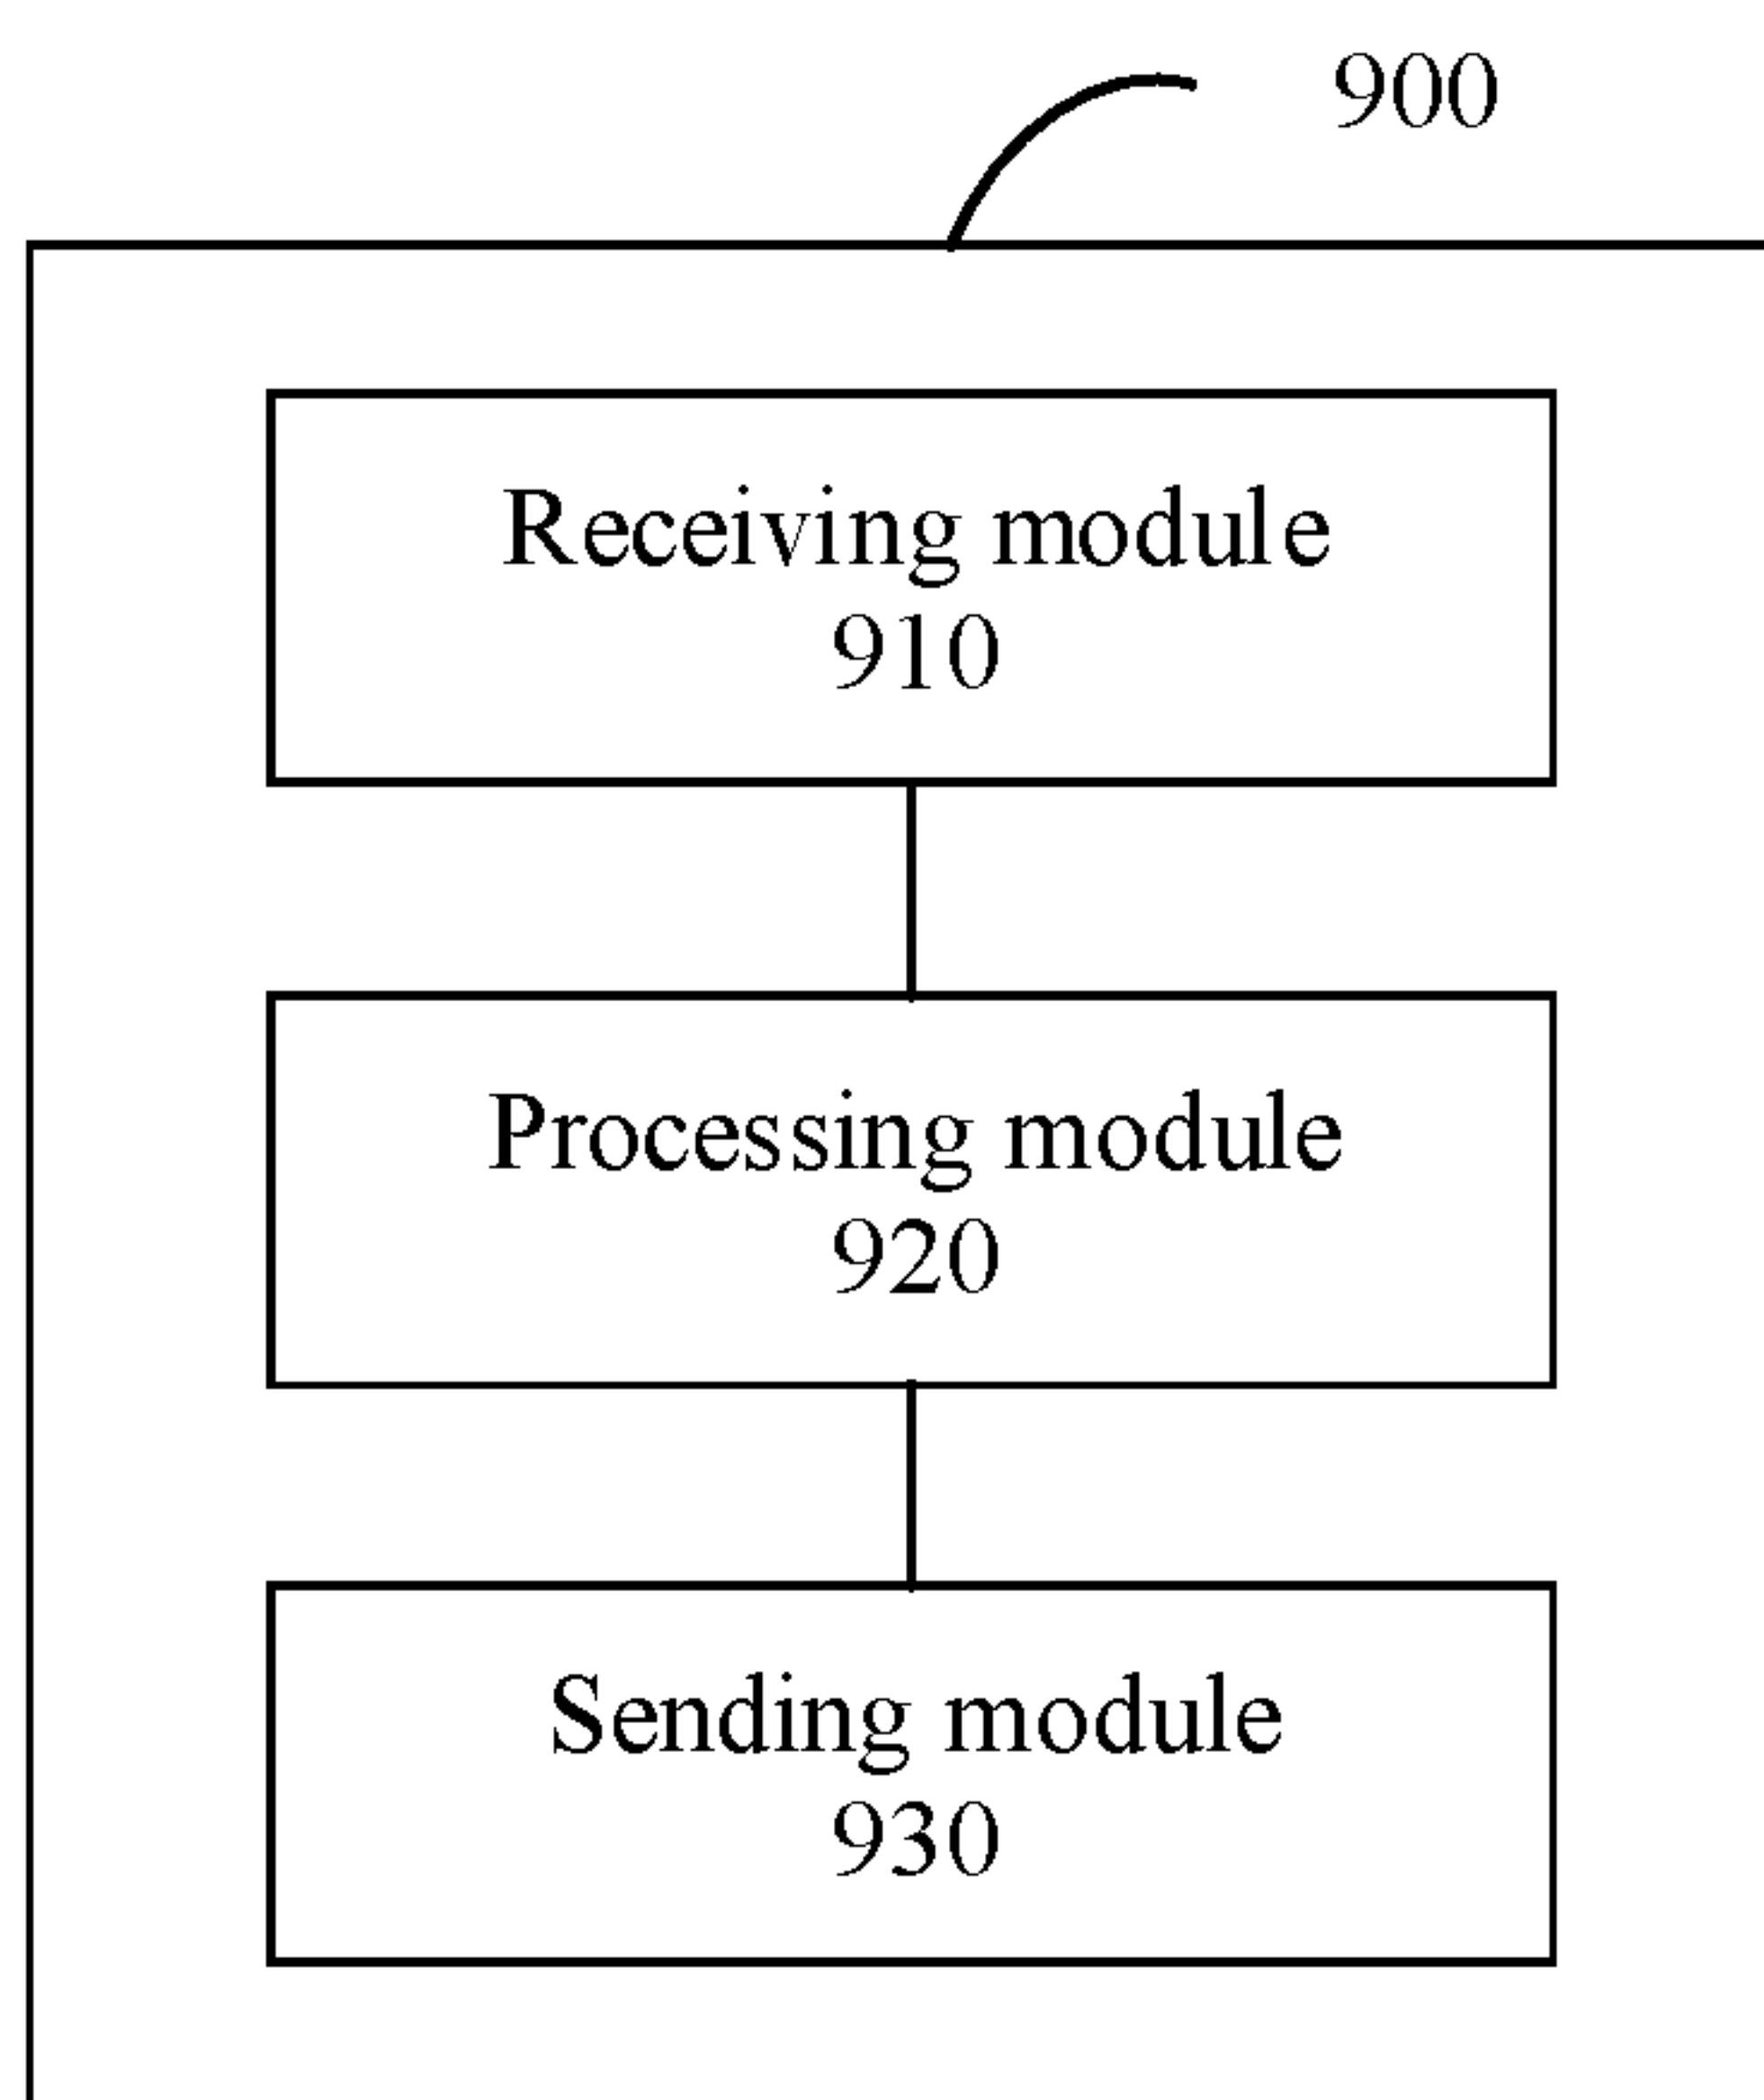 900
Receiving module
910
Processing module
920
Sending module
930